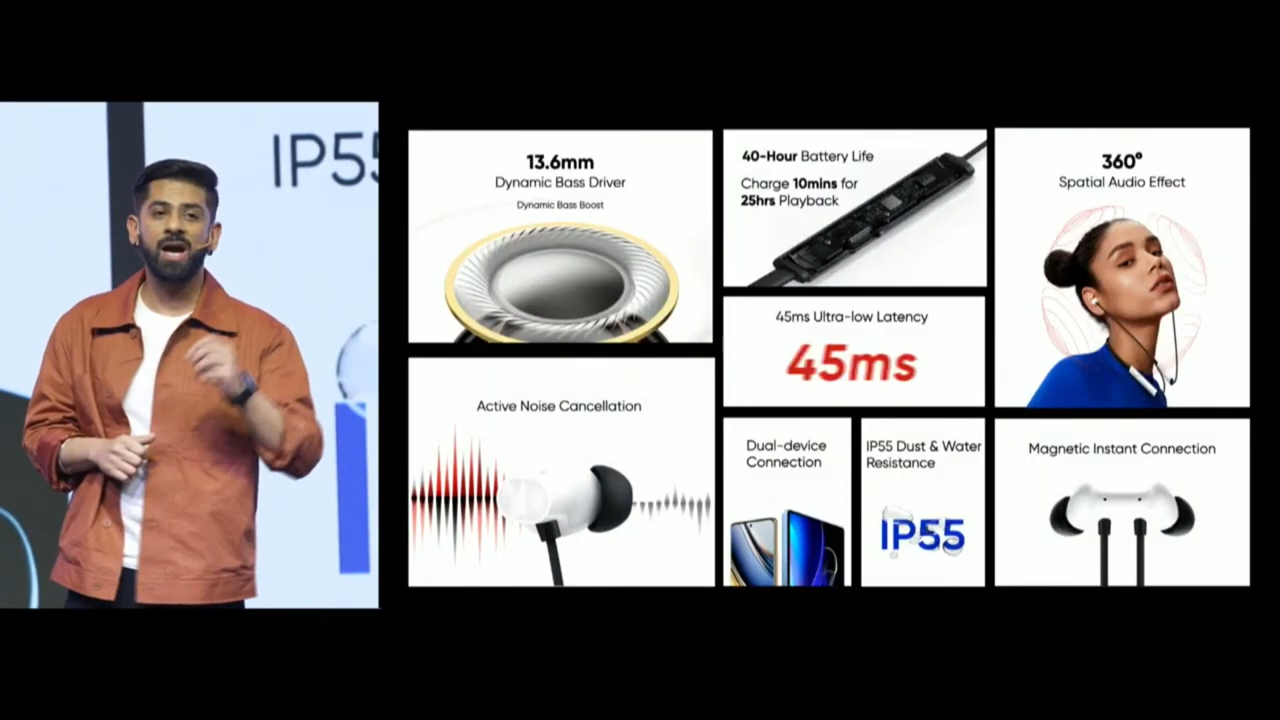 IP55
13.6mm
Dynamic Bass Driver
Dynamic Bass Boost
40-Hour Battery Life
Charge 10mins for
25hrs Playback
360°
Spatial Audio Effect
45ms Ultra-low Latency
45ms
Active Noise Cancellation
Dual-device
Connection
IP55 Dust & Water
Resistance
IP55
Magnetic Instant Connection